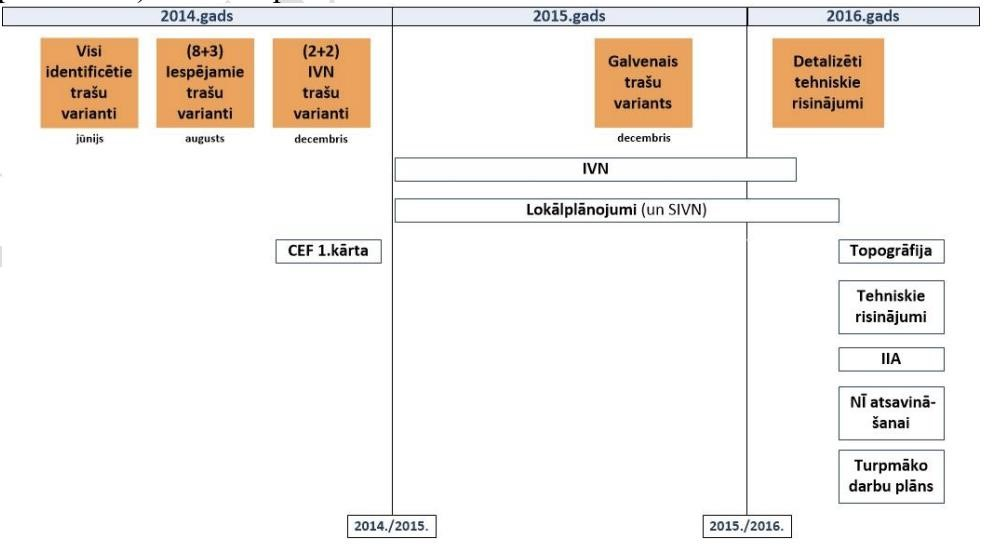 2014.gads
2015.gads
2016.gads
Visi
identificētie
trašu
varianti
jūnijs
(8+3)
Iespējamie
trašu
varianti
augusts
(2+2)
IVN
trašu
varianti
decembris
Galvenais
trašu
variants
decembris
Detalizēti
tehniskie
risinājumi
IVN
Lokālplānojumi (un SIVN)
CEF 1.kārta
Topogrāfija
Tehniskie
risinājumi
IIA
NĪ atsavinā-
šanai
Turpmāko
darbu plāns
2014./2015.
2015./2016.